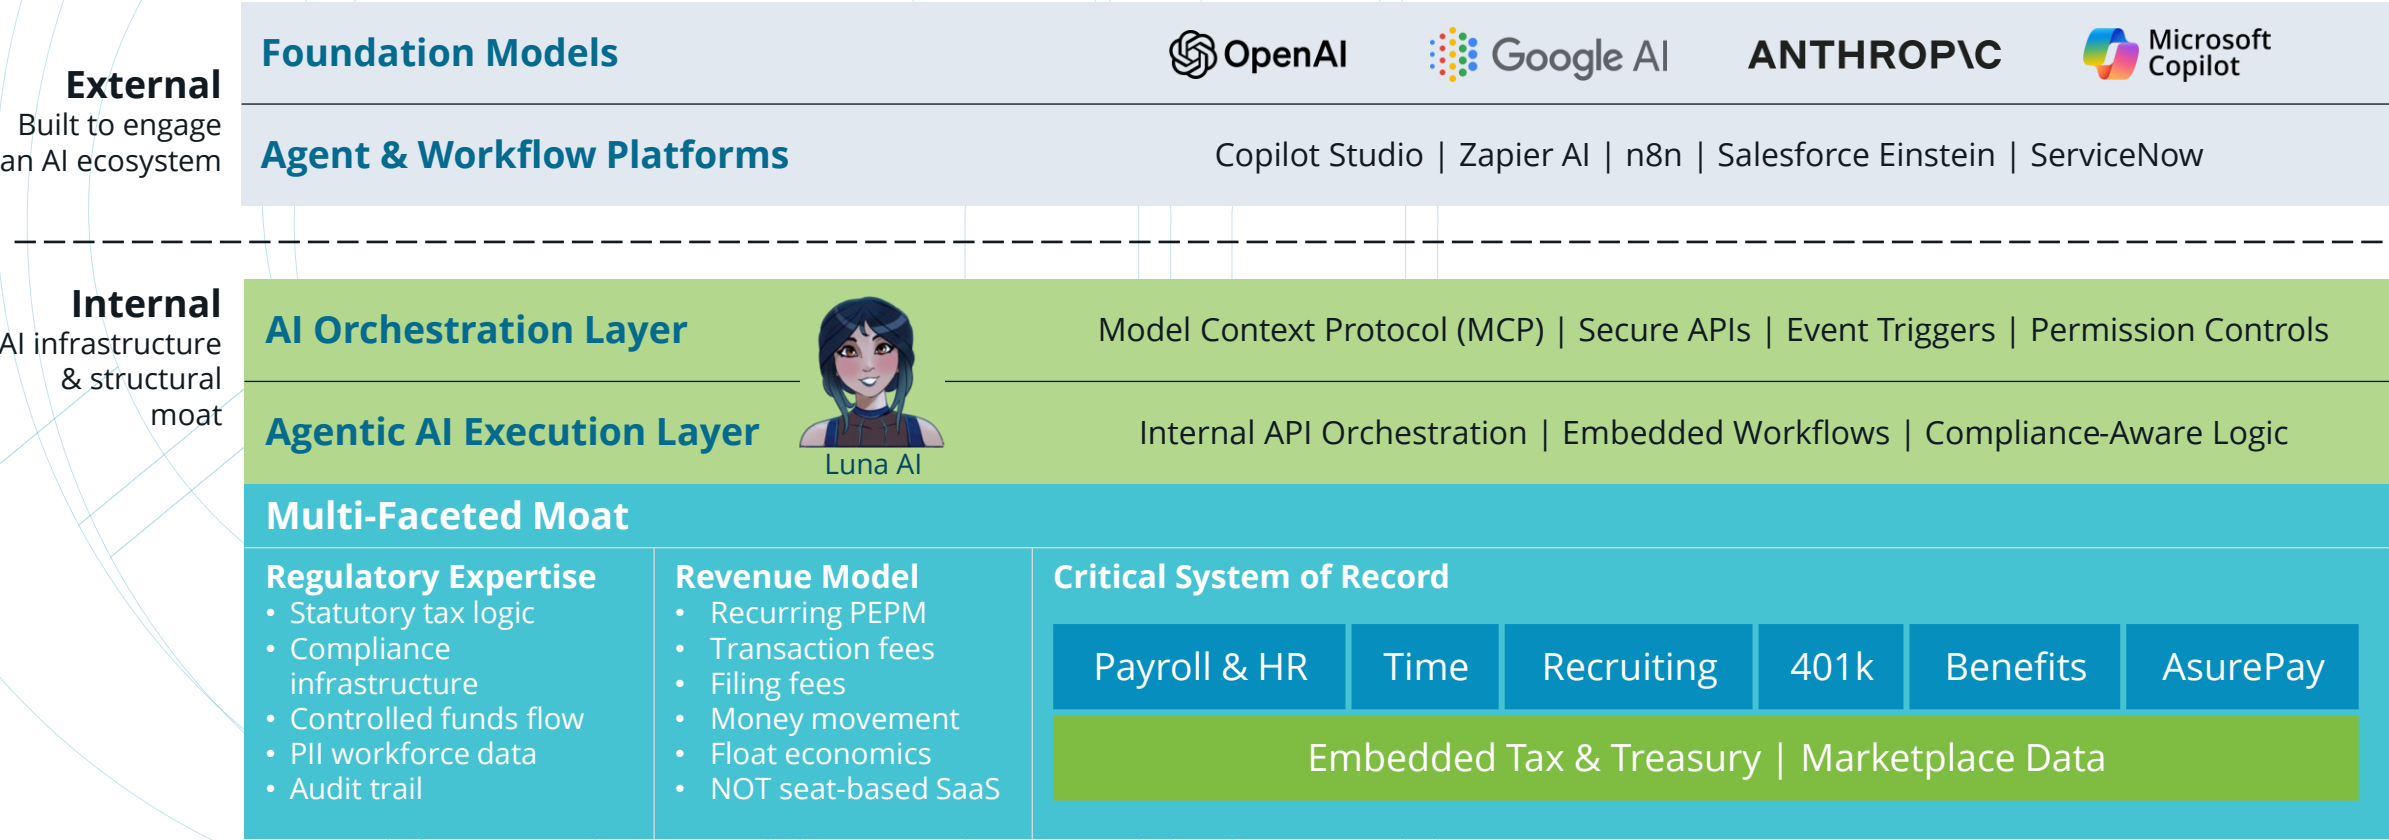 External
Built to engage
an AI ecosystem
Foundation Models
OpenAI
Google AI
ANTHROP\C
Microsoft
Copilot
Agent & Workflow Platforms
Copilot Studio | Zapier AI | n8n | Salesforce Einstein | ServiceNow
Internal
AI infrastructure
& structural
moat
AI Orchestration Layer
Model Context Protocol (MCP) | Secure APIs | Event Triggers | Permission Controls
Agentic AI Execution Layer
Luna AI
Internal API Orchestration | Embedded Workflows | Compliance-Aware Logic
Multi-Faceted Moat
Regulatory Expertise
• Statutory tax logic
• Compliance
infrastructure
• Controlled funds flow
• PII workforce data
• Audit trail
Revenue Model
• Recurring PEPM
• Transaction fees
• Filing fees
• Money movement
• Float economics
• NOT seat-based SaaS
Critical System of Record
Payroll & HR
Time
Recruiting
401k
Benefits
AsurePay
Embedded Tax & Treasury | Marketplace Data